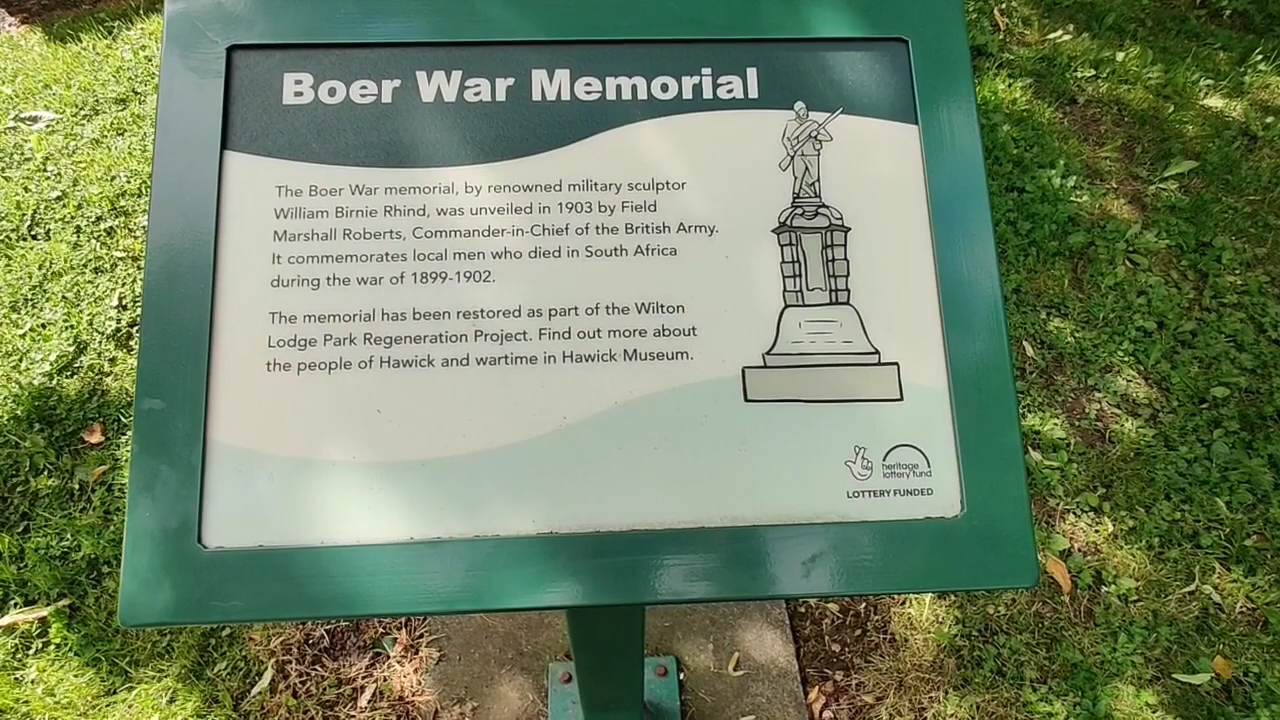 Boer War Memorial
The Boer War memorial, by renowned military sculptor
William Birnie Rhind, was unveiled in 1903 by Field
Marshall Roberts, Commander-in-Chief of the British Army.
It commemorates local men who died in South Africa
during the war of 1899-1902.
The memorial has been restored as part of the Wilton
Lodge Park Regeneration Project. Find out more about
the people of Hawick and wartime in Hawick Museum.
heritage
lottery fund
LOTTERY FUNDED